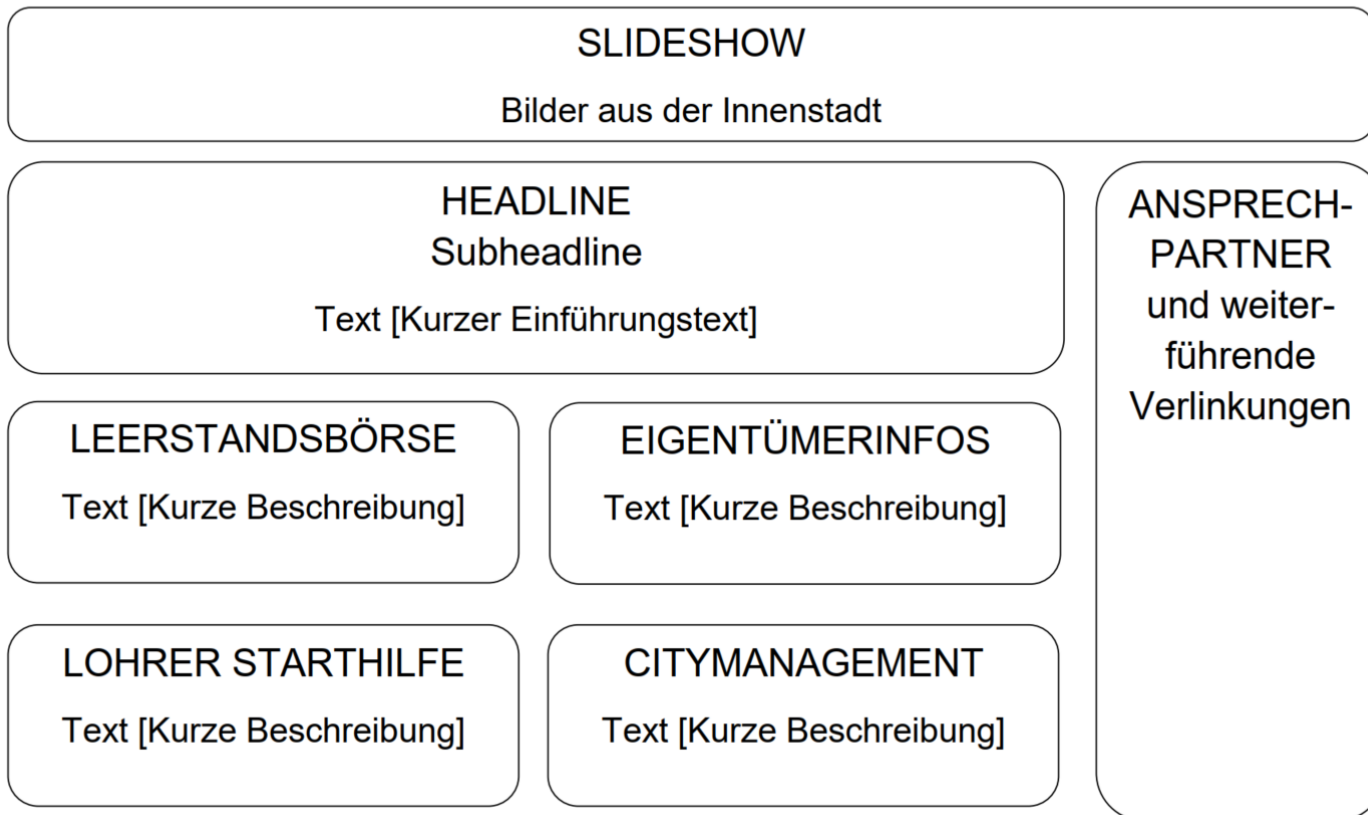 SLIDESHOW
Bilder aus der Innenstadt
HEADLINE
Subheadline
Text [Kurzer Einführungstext]
ANSPRECH-
PARTNER
und weiter-
führende
Verlinkungen
LEERSTANDSBÖRSE
Text [Kurze Beschreibung]
EIGENTÜMERINFOS
Text [Kurze Beschreibung]
LOHRER STARTHILFE
Text [Kurze Beschreibung]
CITYMANAGEMENT
Text [Kurze Beschreibung]